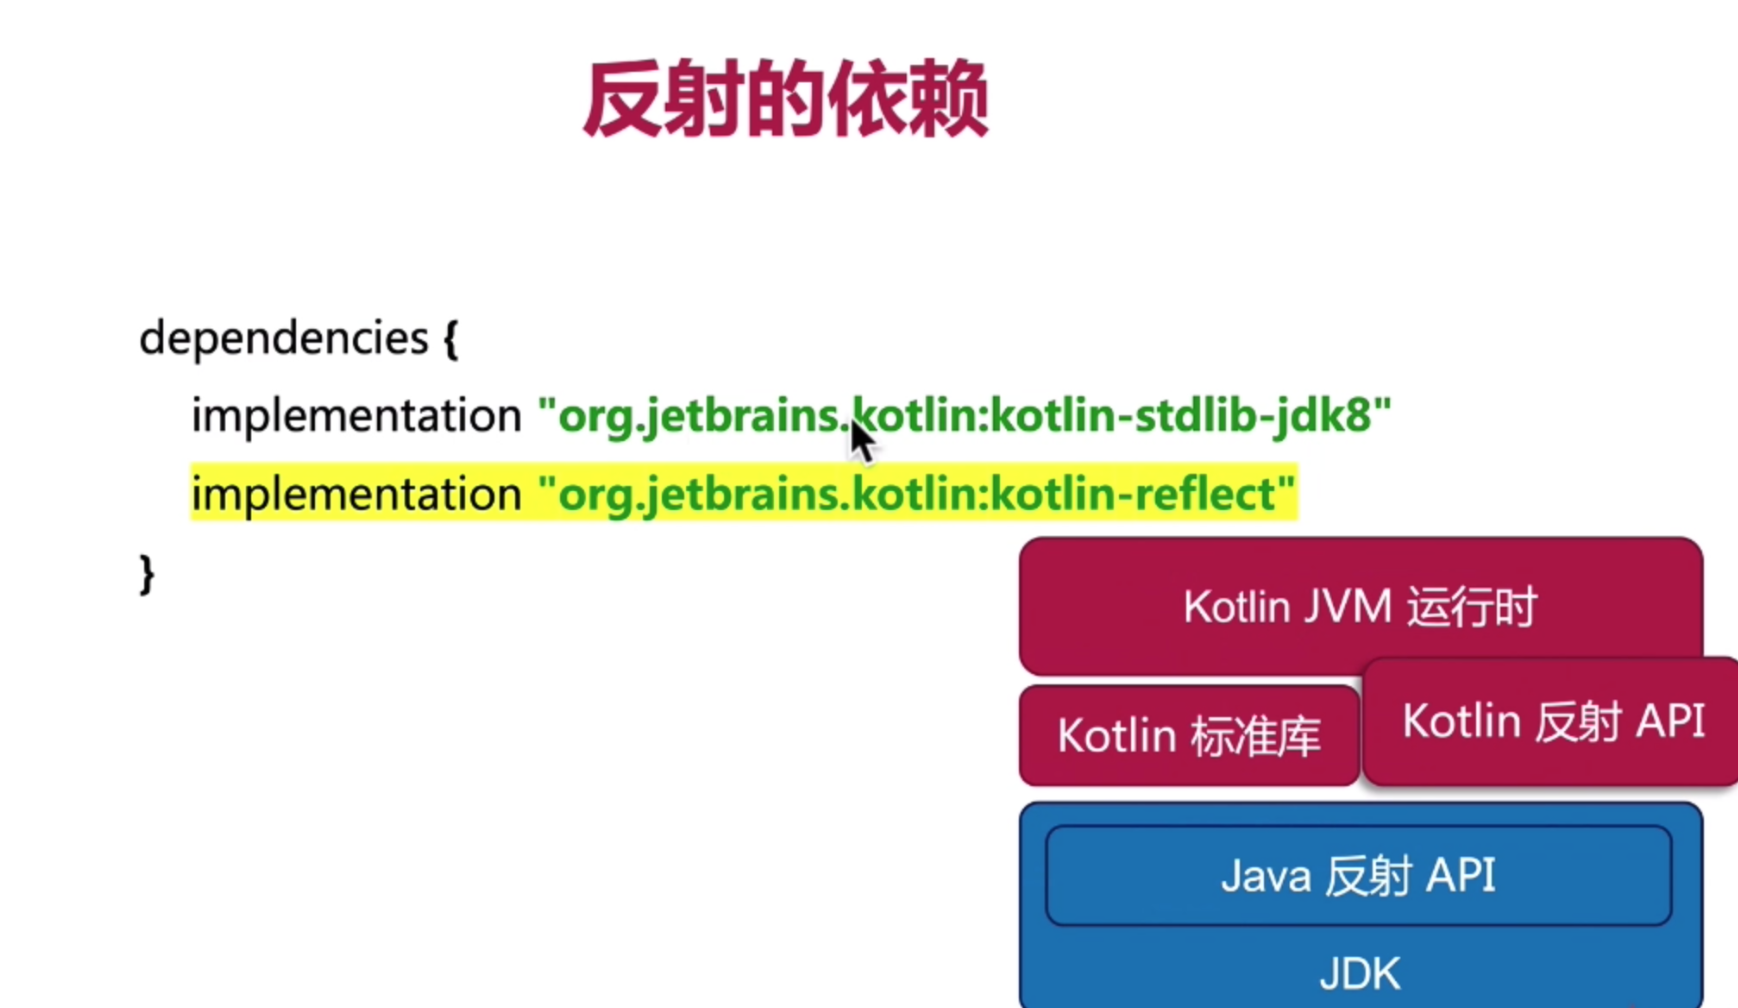 反射的依赖
dependencies {
implementation "org.jetbrains.kotlin:kotlin-stdlib-jdk8"
implementation "org.jetbrains.kotlin:kotlin-reflect"
}
Kotlin JVM 运行时
Kotlin 标准库
Kotlin 反射 API
Java 反射 API
JDK